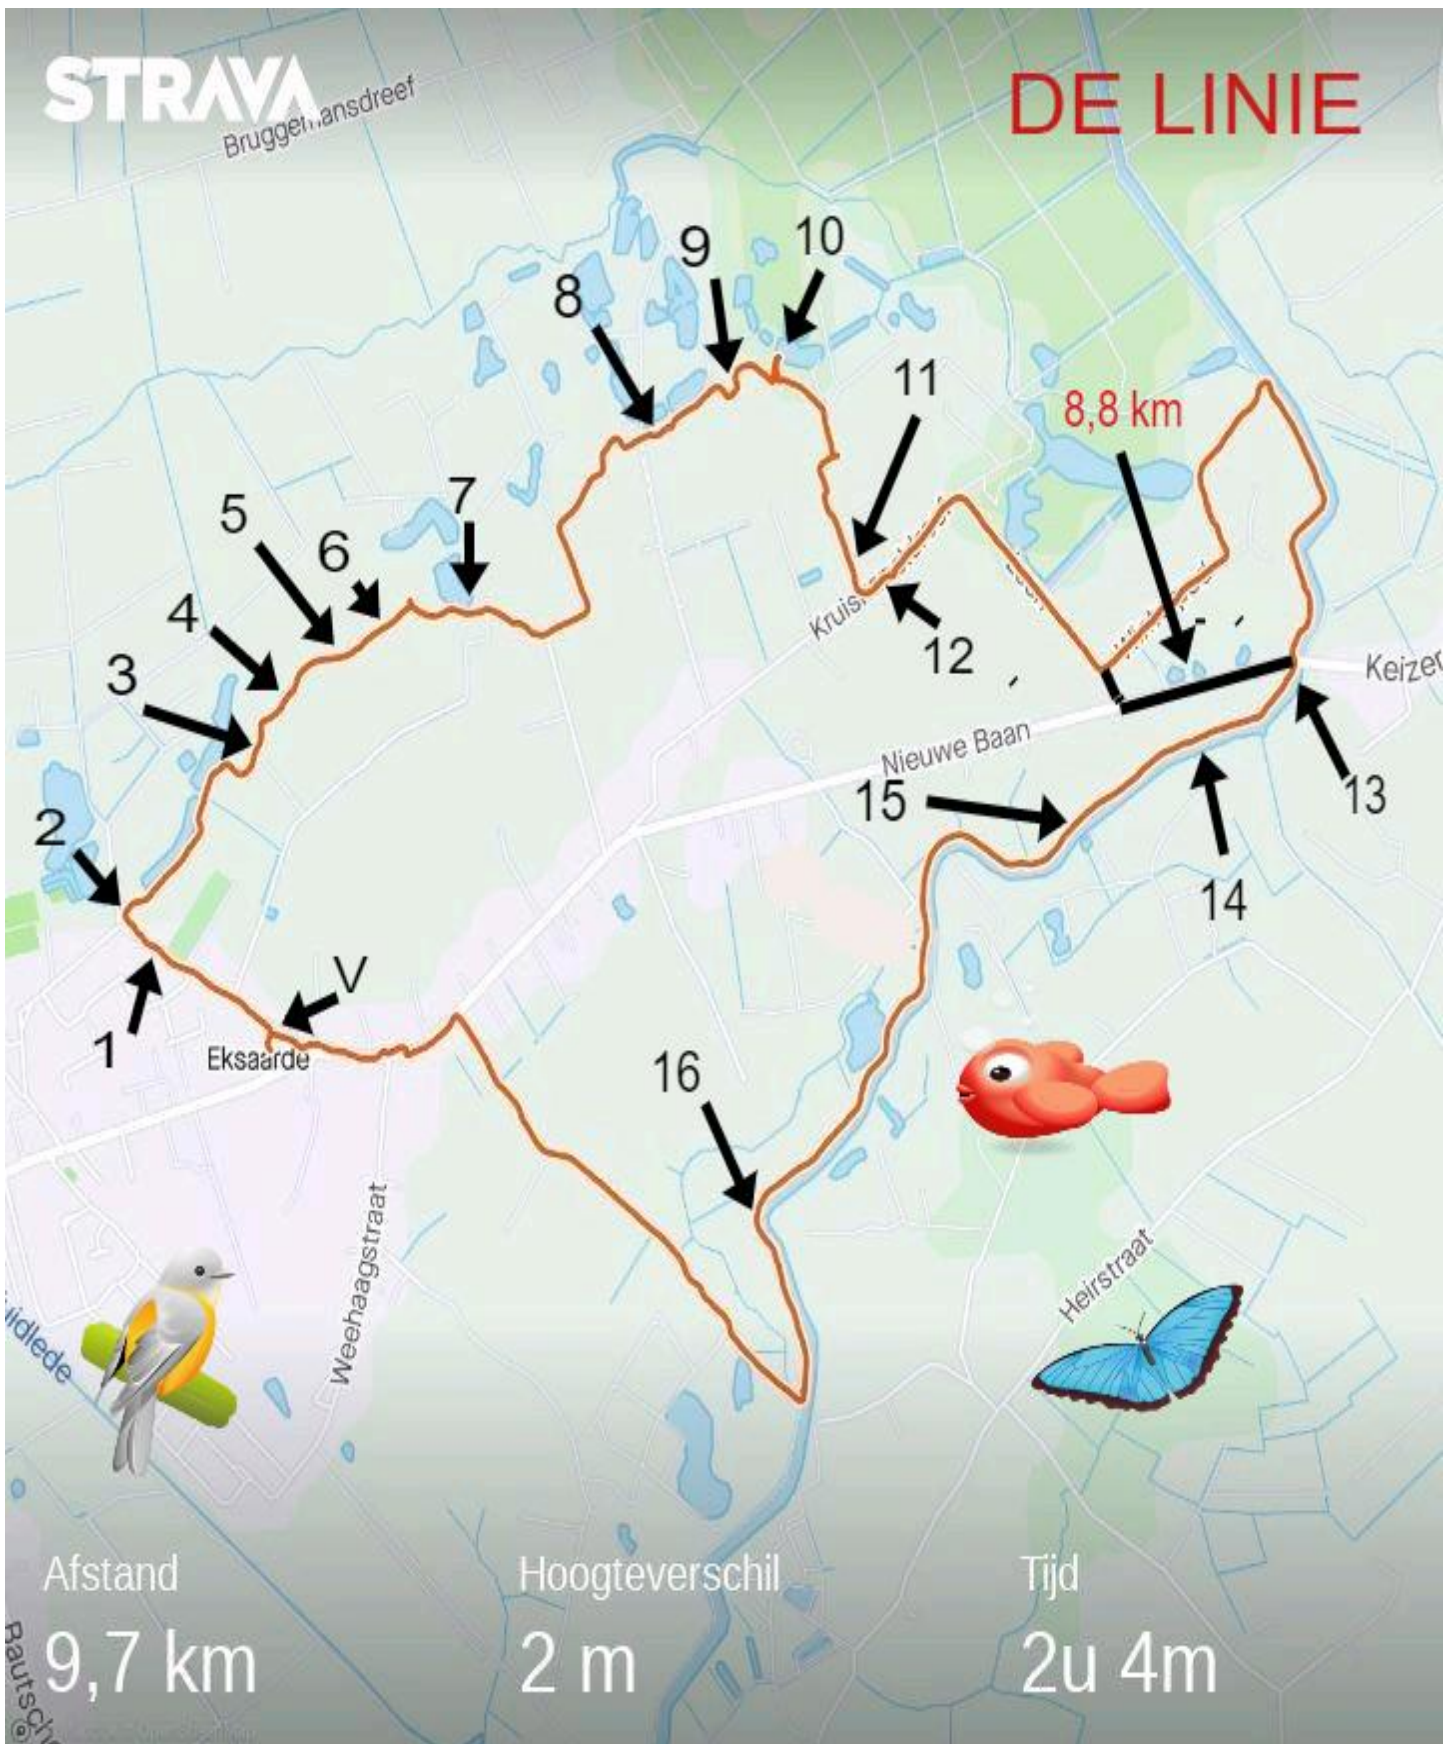 STRAVA
DE LINIE
Bruggemansdreef
9
10
8
11
8,8 km
7
5
6
4
Kruis
12
3
Keizer
Nieuwe Baan
15
13
2
14
V
1
Eksaarde
16
Weehaagstraat
Heirstraat
uidlede
Afstand
Hoogteverschil
Tijd
9,7 km
2 m
2u 4m